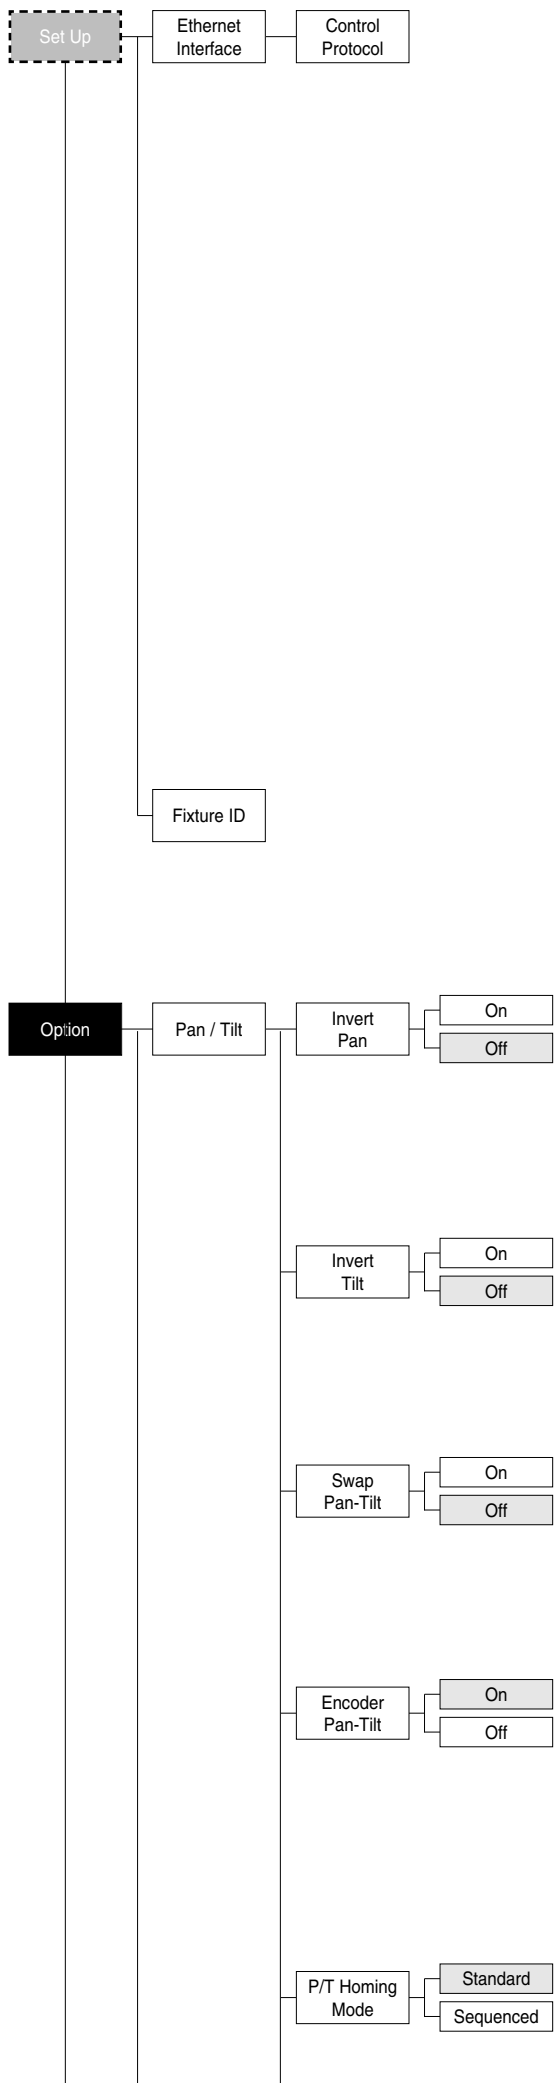 Set Up
Ethernet
Interface
Control
Protocol
Fixture ID
Option
Pan / Tilt
Invert
Pan
On
Off
Invert
Tilt
On
Off
Swap
Pan-Tilt
On
Off
Encoder
Pan-Tilt
On
Off
P/T Homing
Mode
Standard
Sequenced